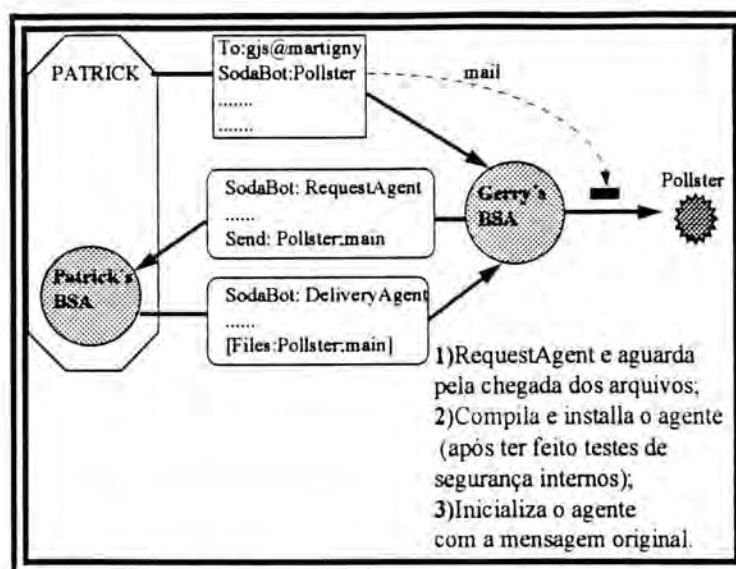 PATRICK
To:gjs@martigny
SodaBot:Pollster
.......
.......
mail
SodaBot: RequestAgent
......
Send: Pollster:main
Gerry's
BSA
Pollster
Patrick's
BSA
SodaBot: DeliveryAgent
......
[Files:Pollster:main]
1)RequestAgent e aguarda
pela chegada dos arquivos;
2)Compila e installa o agente
(após ter feito testes de
segurança internos);
3)Inicializa o agente
com a mensagem original.